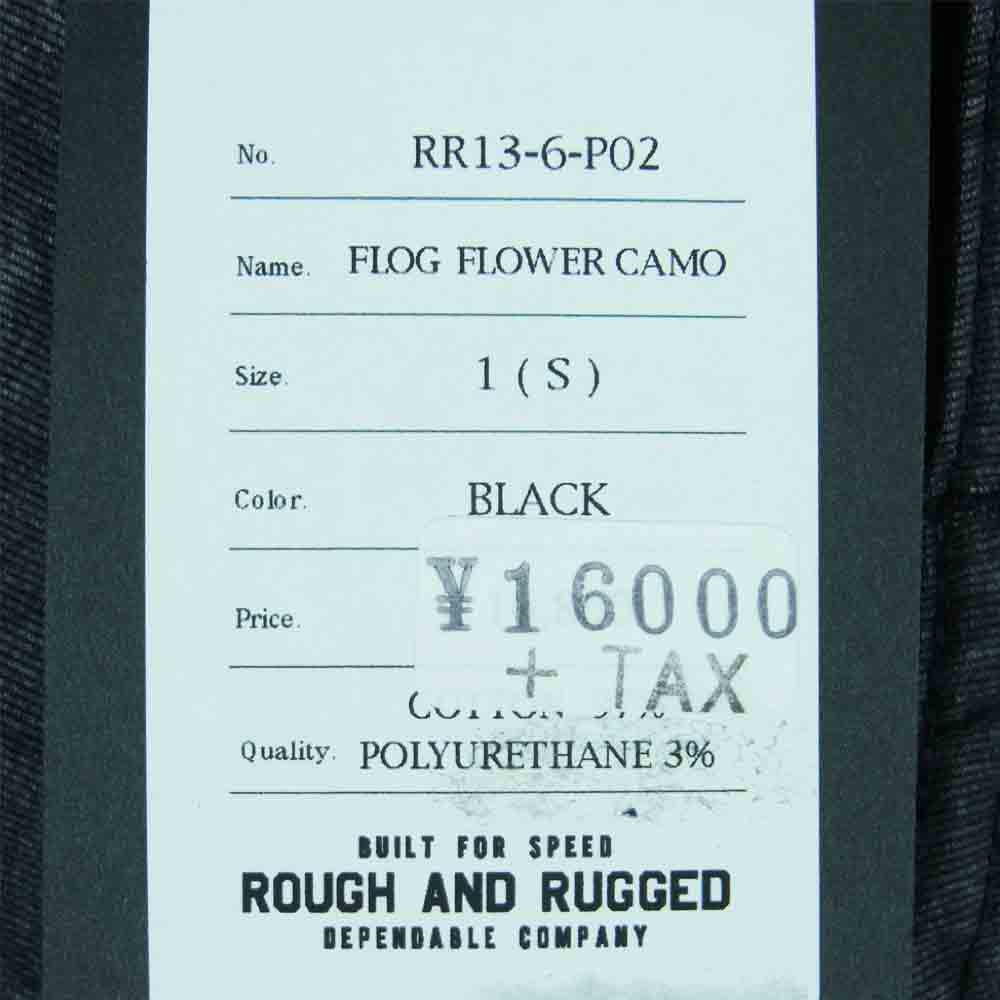 No. RR13-6-P02
Name. FLOG FLOWER CAMO
Size. 1 ( S )
Color. BLACK
Price. ¥16000
+ TAX
Quality. POLYURETHANE 3%
BUILT FOR SPEED
ROUGH AND RUGGED
DEPENDABLE COMPANY